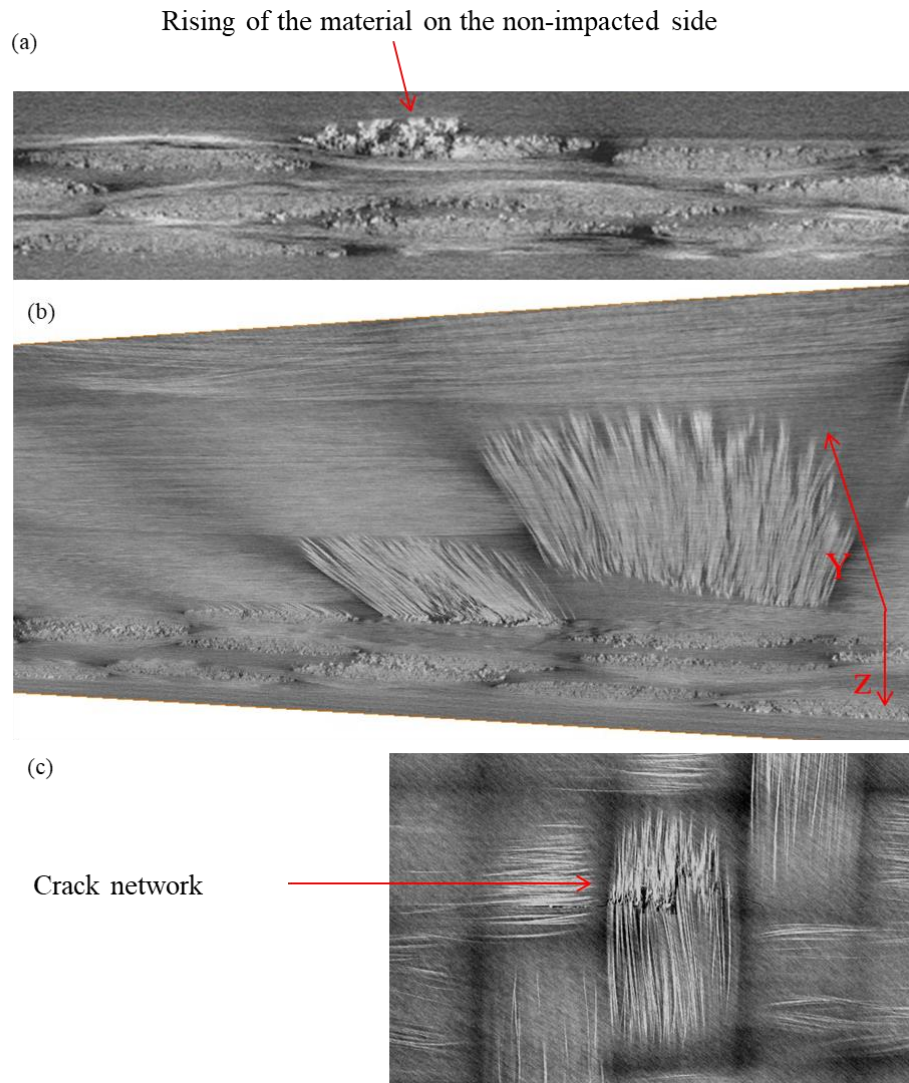 Rising of the material on the non-impacted side
(a)
(b)
Y
Z
(c)
Crack network